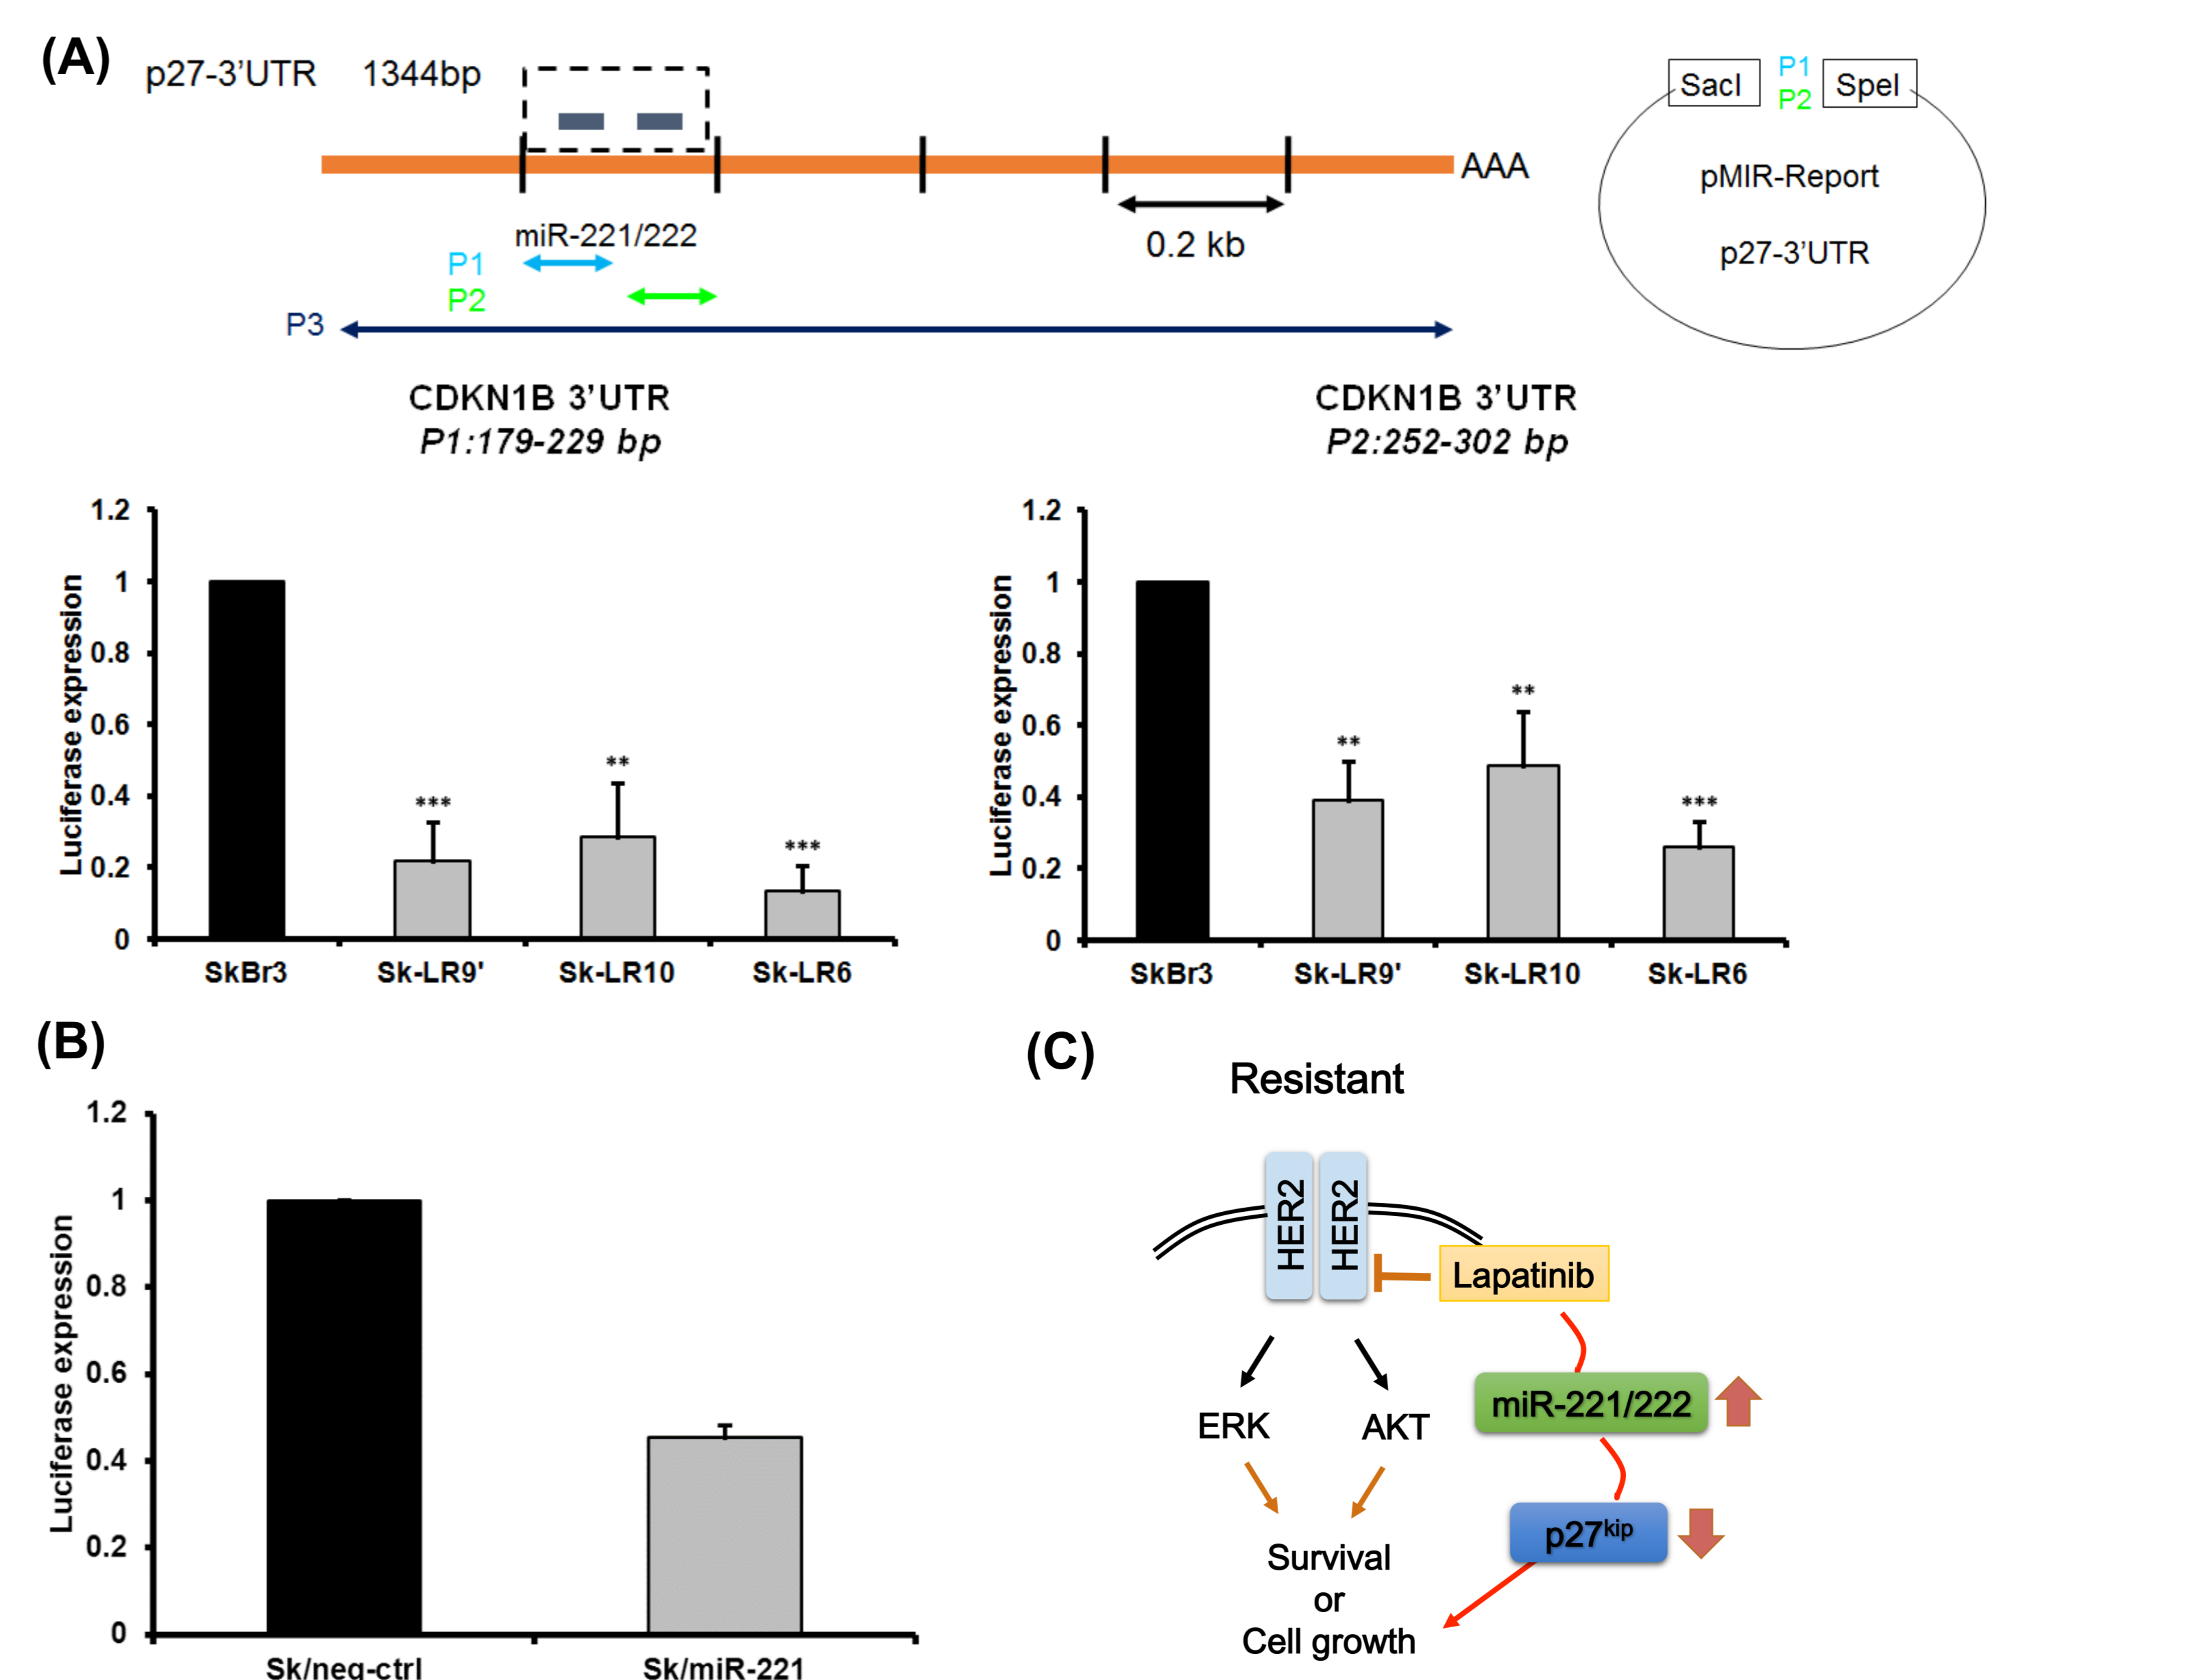 (A)
p27-3'UTR 1344bp
AAA
miR-221/222
0.2 kb
P1
P2
P3
SacI P1 SpeI
P2
pMIR-Report
p27-3'UTR
CDKN1B 3'UTR
P1:179-229 bp
Luciferase expression
1.2
1
0.8
0.6
0.4
0.2
0
***
**
***
SkBr3 Sk-LR9' Sk-LR10 Sk-LR6
CDKN1B 3'UTR
P2:252-302 bp
Luciferase expression
1.2
1
0.8
0.6
0.4
0.2
0
**
**
***
SkBr3 Sk-LR9' Sk-LR10 Sk-LR6
(B)
Luciferase expression
1.2
1
0.8
0.6
0.4
0.2
0
Sk/neg-ctrl Sk/miR-221
(C)
Resistant
HER2
HER2
Lapatinib
miR-221/222
ERK AKT
p27kip
Survival
or
Cell growth